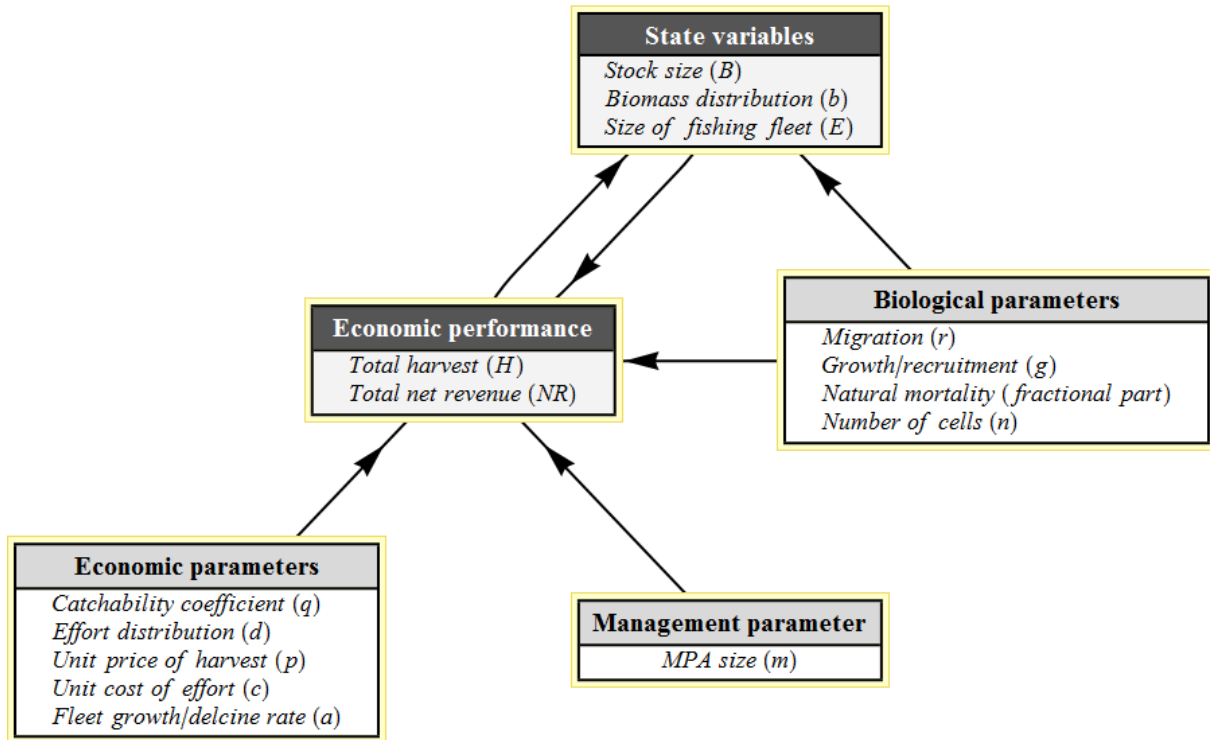 State variables
Stock size (B)
Biomass distribution (b)
Size of fishing fleet (E)
Economic performance
Total harvest (H)
Total net revenue (NR)
Biological parameters
Migration (r)
Growth/recruitment (g)
Natural mortality (fractional part)
Number of cells (n)
Economic parameters
Catchability coefficient (q)
Effort distribution (d)
Unit price of harvest (p)
Unit cost of effort (c)
Fleet growth/delcine rate (a)
Management parameter
MPA size (m)